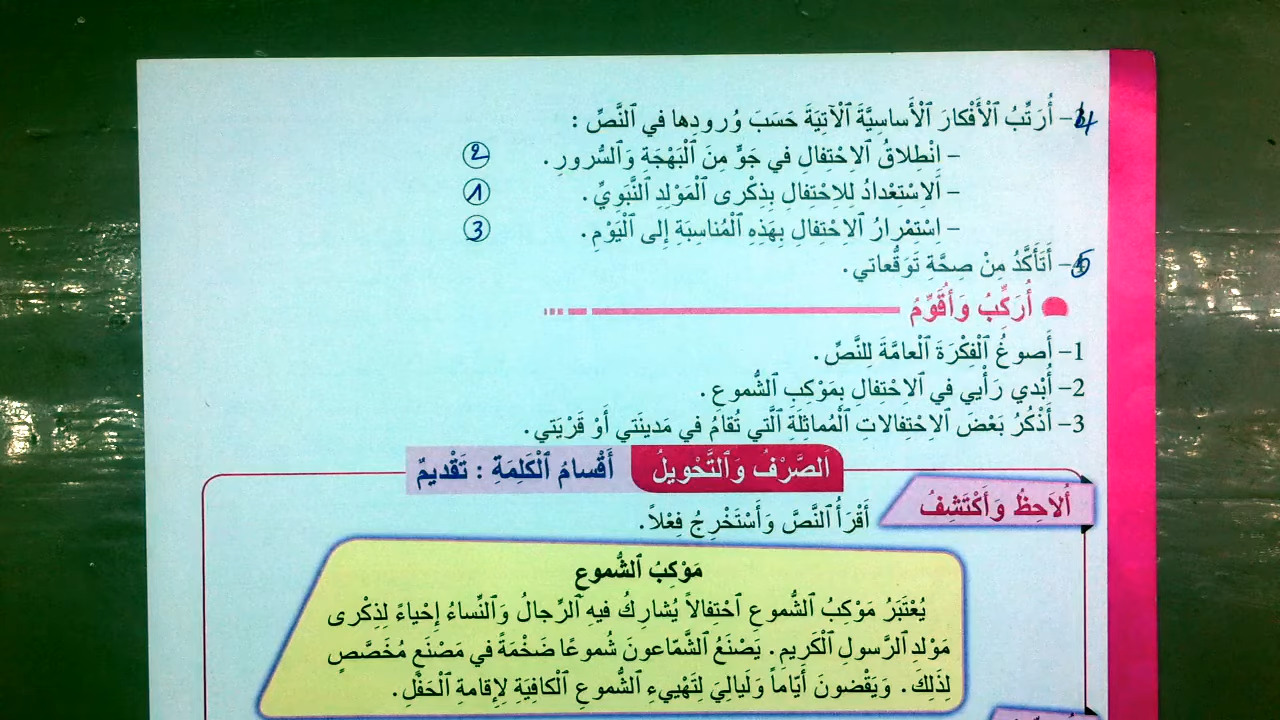 4- أُرَتِّبُ ٱلْأَفْكارَ ٱلْأَساسِيَّةَ ٱلْآتِيَةَ حَسَبَ وُرودِها في ٱلنَّصِّ :
– اِنْطِلاقُ ٱلِاحْتِفالِ في جَوٍّ مِنَ ٱلْبَهْجَةِ وَٱلسُّرورِ. 2
– اَلِاسْتِعْدادُ لِلِاحْتِفالِ بِذِكْرى ٱلْمَوْلِدِ ٱلنَّبَوِيِّ. 1
– اِسْتِمْرارُ ٱلِاحْتِفالِ بِهَذِهِ ٱلْمُناسِبَةِ إِلى ٱلْيَوْمِ. 3
5- أَتَأَكَّدُ مِنْ صِحَّةِ تَوَقُّعاتي.
أُرَكِّبُ وَأُقَوِّمُ
1- أَصوغُ ٱلْفِكْرَةَ ٱلْعامَّةَ لِلنَّصِّ.
2- أُبْدي رَأْيي في ٱلِاحْتِفالِ بِمَوْكِبِ ٱلشُّموعِ.
3- أَذْكُرُ بَعْضَ ٱلِاحْتِفالاتِ ٱلْمُماثِلَةِ ٱلَّتي تُقامُ في مَدينَتي أَوْ قَرْيَتي.
اَلصَّرْفُ وَٱلتَّحْويلُ أَقْسامُ ٱلْكَلِمَةِ : تَقْديمٌ
أُلاَحِظُ وَأَكْتَشِفُ
أَقْرَأُ ٱلنَّصَّ وَأَسْتَخْرِجُ فِعْلاً.
مَوْكِبُ ٱلشُّموعِ
يُعْتَبَرُ مَوْكِبُ ٱلشُّموعِ ٱحْتِفالاً يُشارِكُ فيهِ ٱلرِّجالُ وَٱلنِّساءُ إِحْياءً لِذِكْرى
مَوْلِدِ ٱلرَّسولِ ٱلْكَريمِ. يَصْنَعُ ٱلشَّمّاعونَ شُموعًا ضَخْمَةً في مَصْنَعٍ مُخَصَّصٍ
لِذَلِكَ. وَيَقْضونَ أَيّاماً وَلَيالِيَ لِتَهْييءِ ٱلشُّموعِ ٱلْكافِيَةِ لِإِقامَةِ ٱلْحَفْلِ.